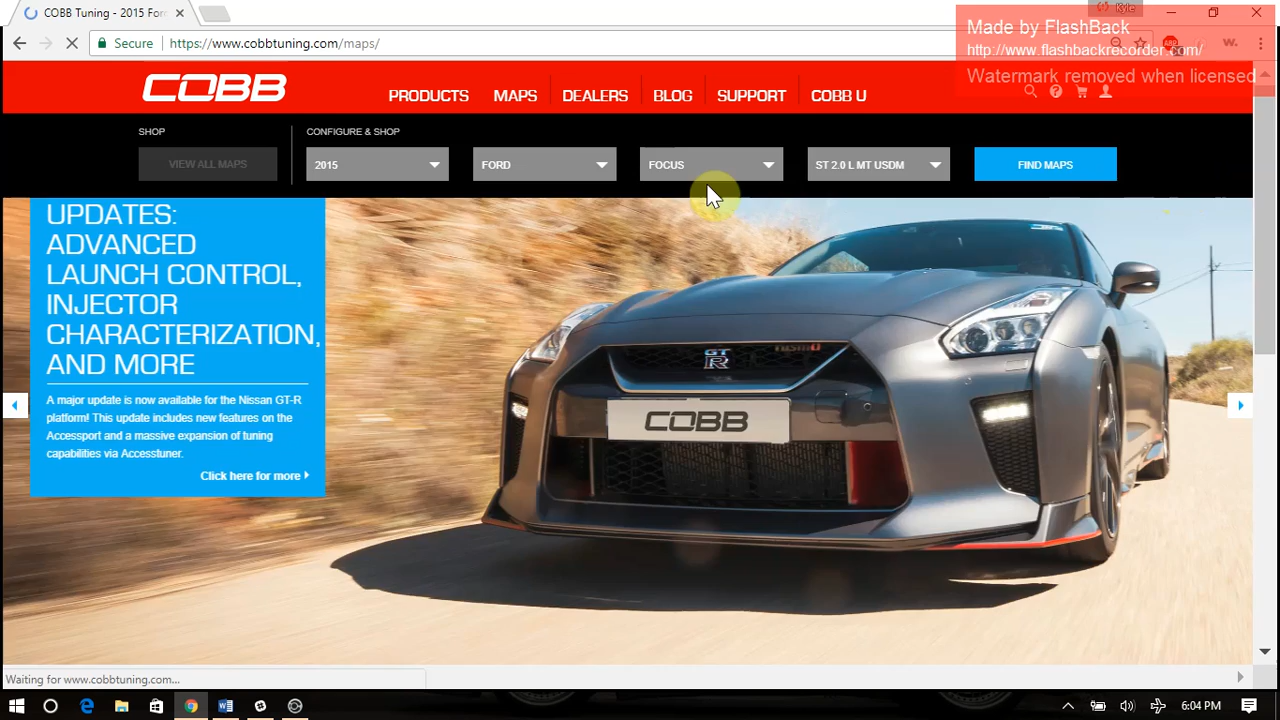 COBB Tuning - 2015 For
Kyle
Made by FlashBack
Secure
https://www.cobbtuning.com/maps/
http://www.flashbackrecorder.com/
Watermark removed when licensed
COBB
PRODUCTS
MAPS
DEALERS
BLOG
SUPPORT
COBB U
SHOP
CONFIGURE & SHOP
VIEW ALL MAPS
2015
FORD
FOCUS
ST 2.0 L MT USDM
FIND MAPS
UPDATES:
ADVANCED
LAUNCH CONTROL,
INJECTOR
CHARACTERIZATION,
AND MORE
A major update is now available for the Nissan GT-R
platform! This update includes new features on the
Accessport and a massive expansion of tuning
capabilities via Accesstuner.
Click here for more
GT
R
nismo
COBB
Waiting for www.cobbtuning.com...
6:04 PM